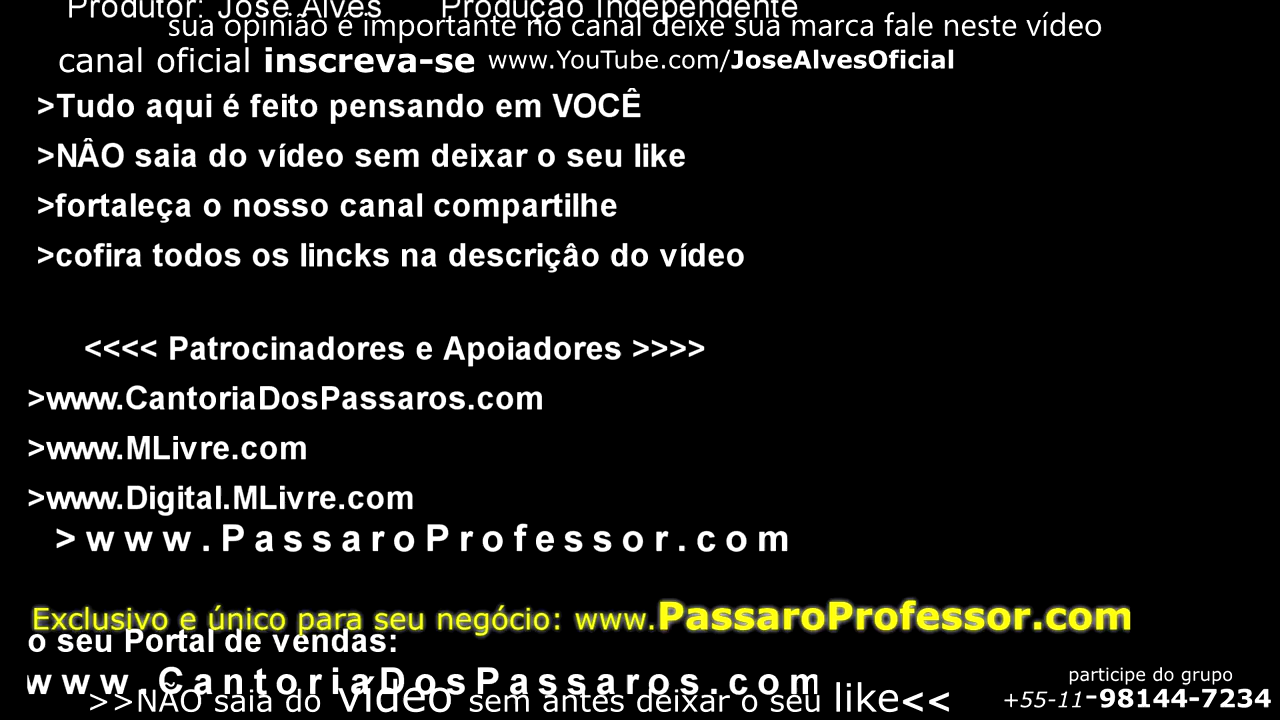 Produtor: José Alves Produção Independente
sua opinião é importante no canal deixe sua marca fale neste vídeo
canal oficial inscreva-se www.YouTube.com/JoseAlvesOficial
>Tudo aqui é feito pensando em VOCÊ
>NÂO saia do vídeo sem deixar o seu like
>fortaleça o nosso canal compartilhe
>cofira todos os lincks na descriçâo do vídeo
<<<< Patrocinadores e Apoiadores >>>>
>www.CantoriaDosPassaros.com
>www.MLivre.com
>www.Digital.MLivre.com
>www.PassaroProfessor.com
Exclusivo e único para seu negócio: www.PassaroProfessor.com
o seu Portal de vendas:
www.CantoriaDosPassaros.com
>>NÃO saia do vídeo sem antes deixar o seu like<<
participe do grupo
+55-11-98144-7234